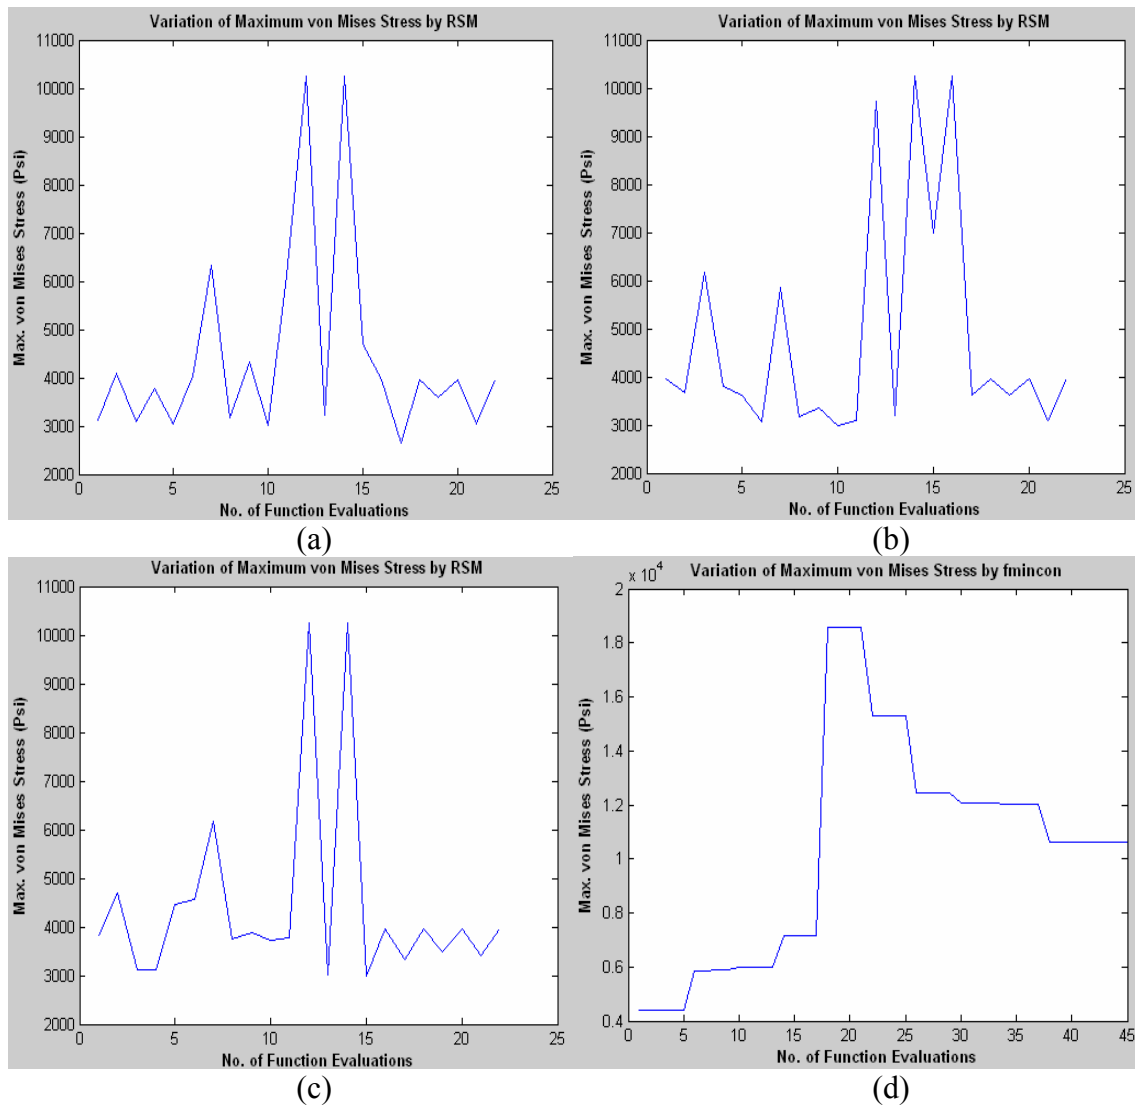 Variation of Maximum von Mises Stress by RSM
11000
10000
9000
8000
7000
6000
5000
4000
3000
2000
Max. von Mises Stress (Psi)
0 5 10 15 20 25
No. of Function Evaluations
(a)
Variation of Maximum von Mises Stress by RSM
11000
10000
9000
8000
7000
6000
5000
4000
3000
2000
Max. von Mises Stress (Psi)
0 5 10 15 20 25
No. of Function Evaluations
(b)
Variation of Maximum von Mises Stress by RSM
11000
10000
9000
8000
7000
6000
5000
4000
3000
2000
Max. von Mises Stress (Psi)
0 5 10 15 20 25
No. of Function Evaluations
(c)
x 10^4 Variation of Maximum von Mises Stress by fmincon
2
1.8
1.6
1.4
1.2
1
0.8
0.6
0.4
Max. von Mises Stress (Psi)
0 5 10 15 20 25 30 35 40 45
No. of Function Evaluations
(d)